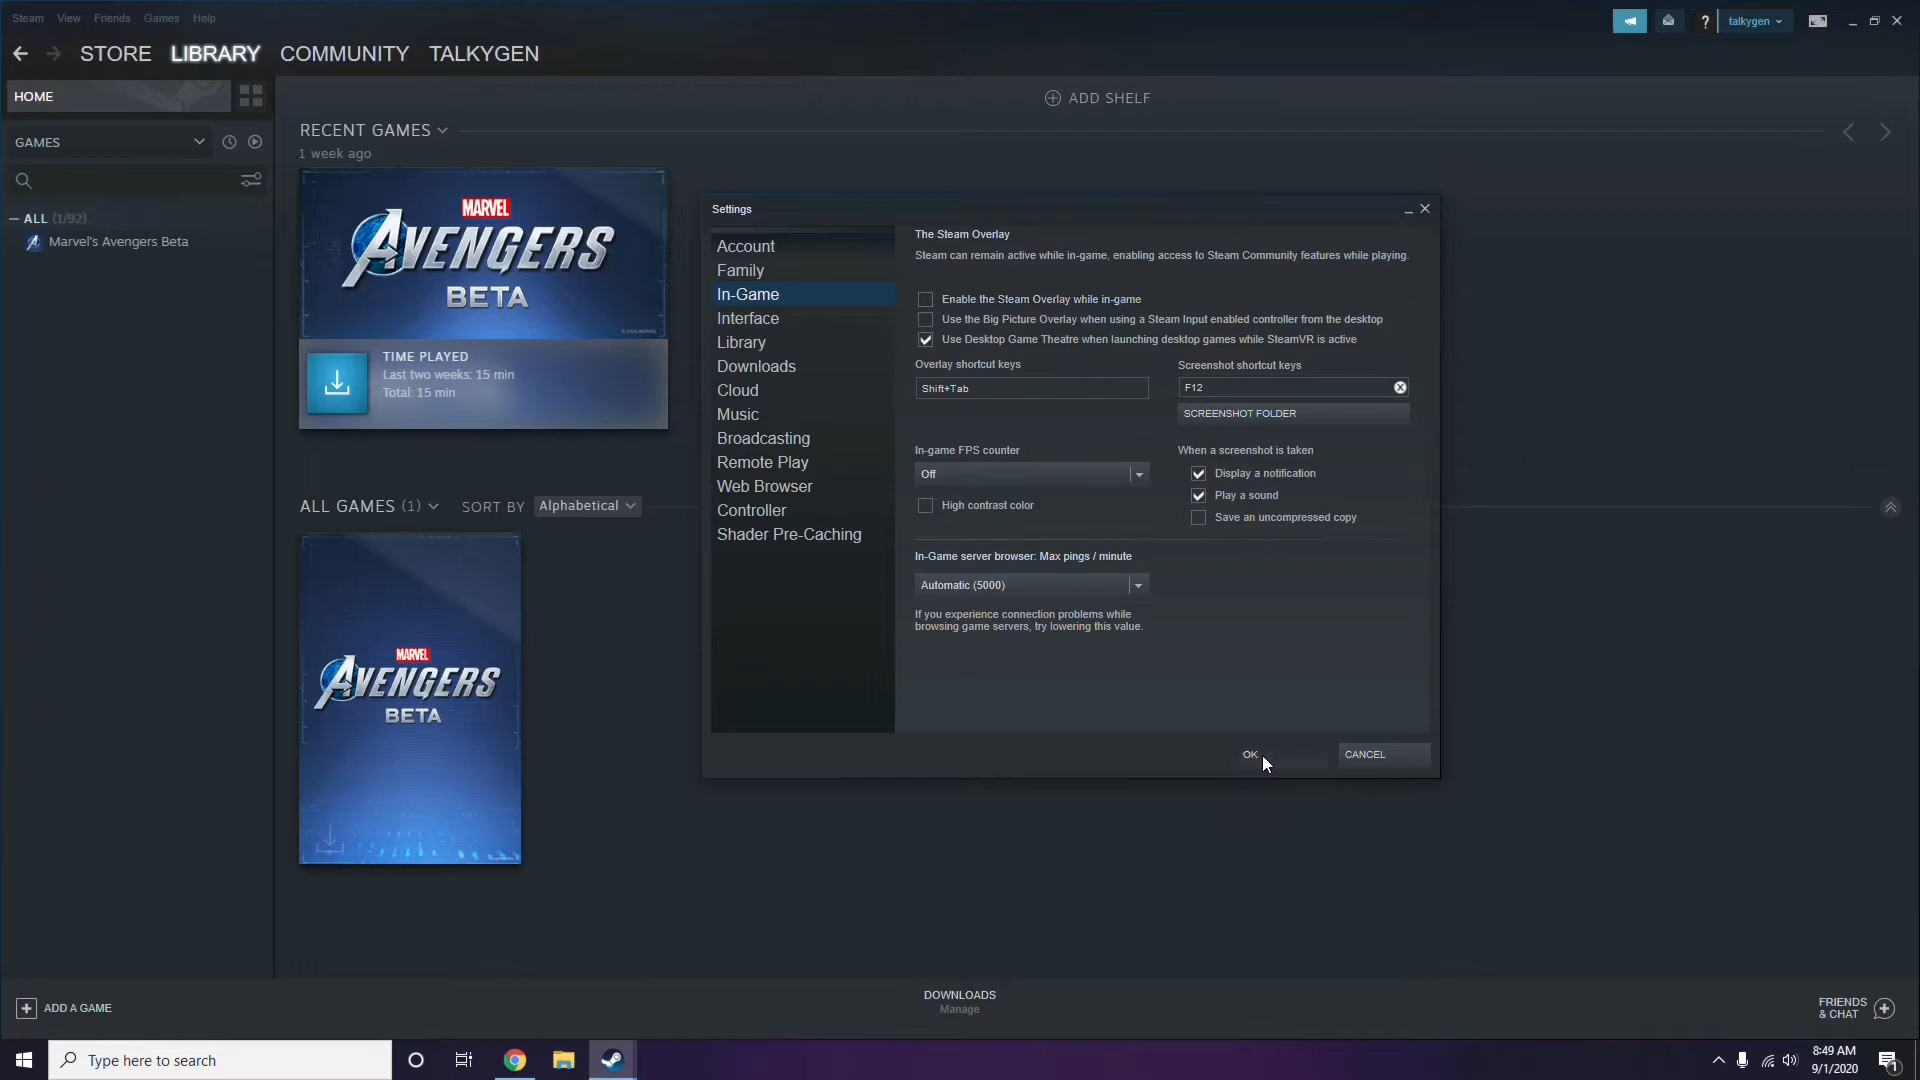 Steam View Friends Games Help
talkygen
STORE LIBRARY COMMUNITY TALKYGEN
HOME
ADD SHELF
GAMES
ALL (1/92)
Marvel's Avengers Beta
RECENT GAMES
1 week ago
MARVEL
AVENGERS
BETA
TIME PLAYED
Last two weeks: 15 min
Total: 15 min
ALL GAMES (1) SORT BY Alphabetical
MARVEL
AVENGERS
BETA
Settings
Account
Family
In-Game
Interface
Library
Downloads
Cloud
Music
Broadcasting
Remote Play
Web Browser
Controller
Shader Pre-Caching
The Steam Overlay
Steam can remain active while in-game, enabling access to Steam Community features while playing.
Enable the Steam Overlay while in-game
Use the Big Picture Overlay when using a Steam Input enabled controller from the desktop
Use Desktop Game Theatre when launching desktop games while SteamVR is active
Overlay shortcut keys
Shift+Tab
Screenshot shortcut keys
F12
SCREENSHOT FOLDER
In-game FPS counter
Off
High contrast color
When a screenshot is taken
Display a notification
Play a sound
Save an uncompressed copy
In-Game server browser: Max pings / minute
Automatic (5000)
If you experience connection problems while
browsing game servers, try lowering this value.
OK
CANCEL
ADD A GAME
DOWNLOADS
Manage
FRIENDS
& CHAT
Type here to search
8:49 AM
9/1/2020
1